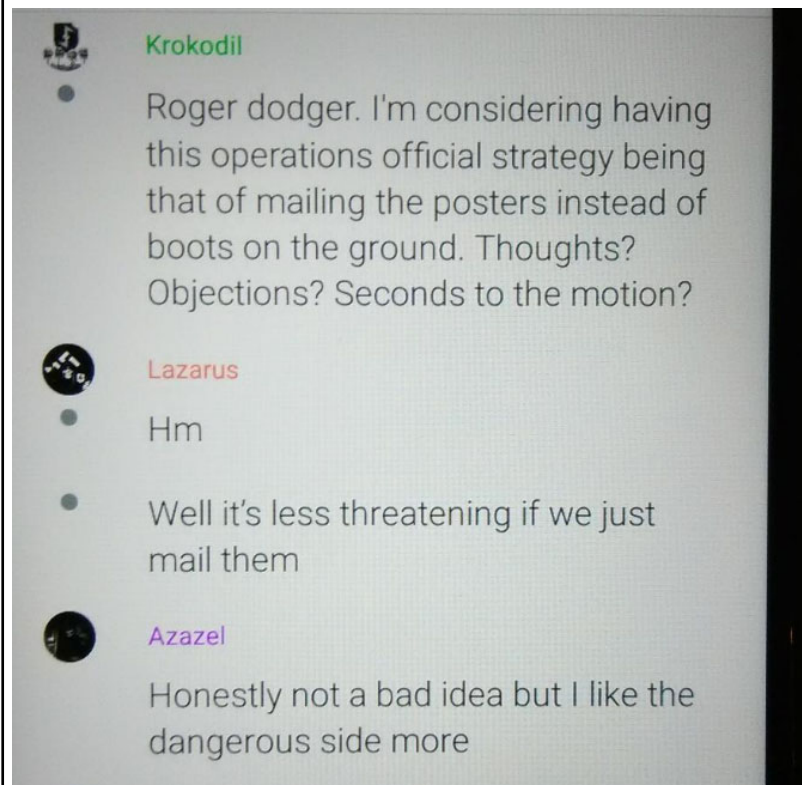 Krokodil
Roger dodger. I'm considering having
this operations official strategy being
that of mailing the posters instead of
boots on the ground. Thoughts?
Objections? Seconds to the motion?
Lazarus
Hm
Well it's less threatening if we just
mail them
Azazel
Honestly not a bad idea but I like the
dangerous side more